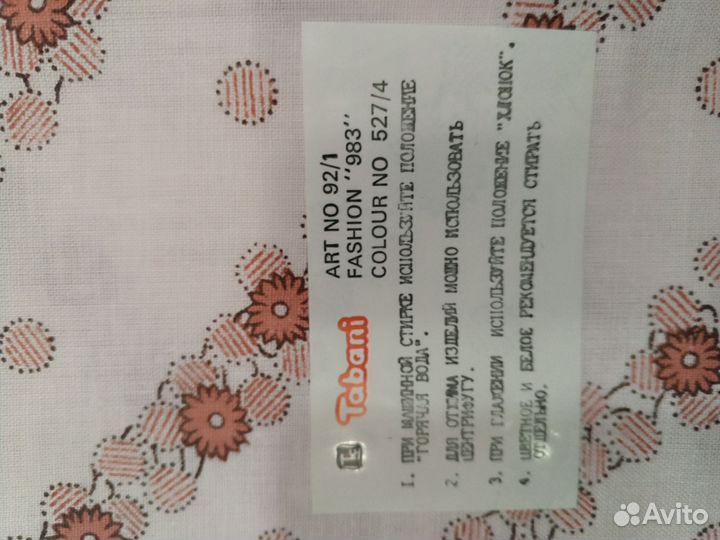 Tabani
ART NO 92/1
FASHION "983"
COLOUR NO 527/4
1. ПРИ МАШИННОЙ СТИРКЕ ИСПОЛЬЗУЙТЕ ПОЛОЖЕНИЕ
"ГОРЯЧАЯ ВОДА".
2. ДЛЯ ОТЖИМА ИЗДЕЛИЙ МОЖНО ИСПОЛЬЗОВАТЬ
ЦЕНТРИФУГУ.
3. ПРИ ГЛАЖЕНИИ ИСПОЛЬЗУЙТЕ ПОЛОЖЕНИЕ "ХЛОПОК".
4. ЦВЕТНОЕ И БЕЛОЕ РЕКОМЕНДУЕТСЯ СТИРАТЬ
ОТДЕЛЬНО.
Avito